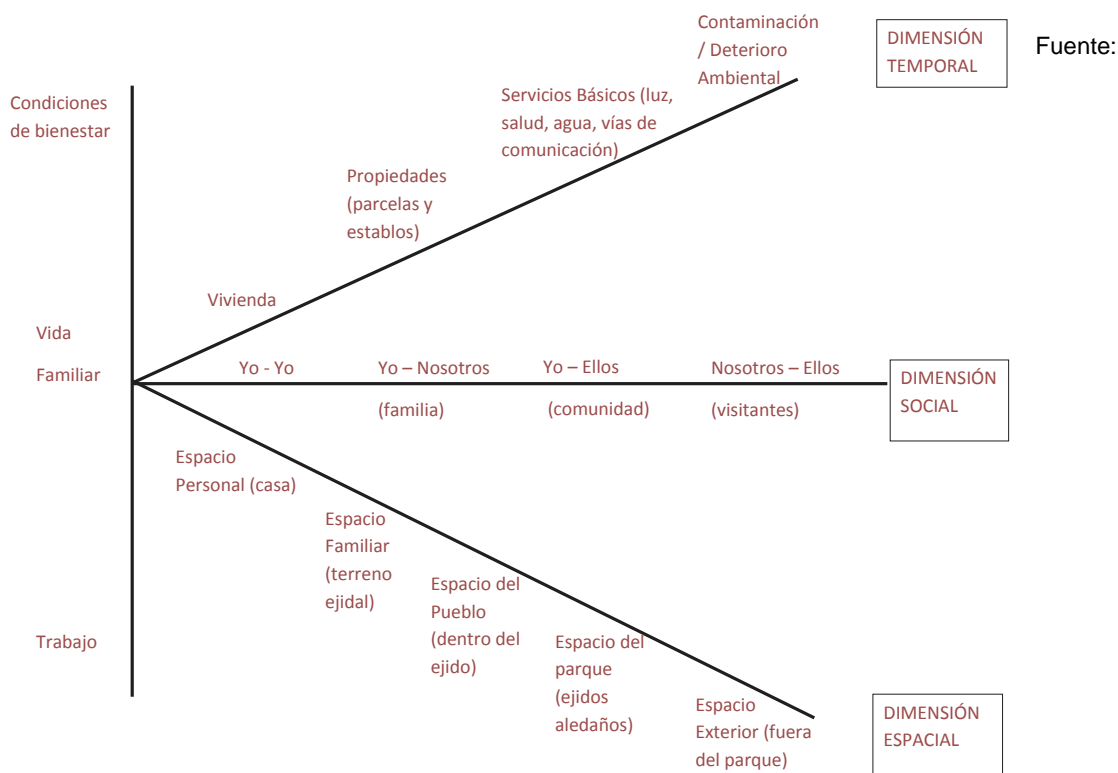 Contaminación
/ Deterioro
Ambiental
DIMENSIÓN
TEMPORAL
Fuente:
Condiciones
de bienestar
Servicios Básicos (luz,
salud, agua, vías de
comunicación)
Propiedades
(parcelas y
establos)
Vivienda
Vida
Familiar
Yo - Yo
Yo – Nosotros
(familia)
Yo – Ellos
(comunidad)
Nosotros – Ellos
(visitantes)
DIMENSIÓN
SOCIAL
Espacio
Personal (casa)
Espacio
Familiar
(terreno
ejidal)
Espacio del
Pueblo
(dentro del
ejido)
Trabajo
Espacio del
parque
(ejidos
aledaños)
Espacio
Exterior (fuera
del parque)
DIMENSIÓN
ESPACIAL